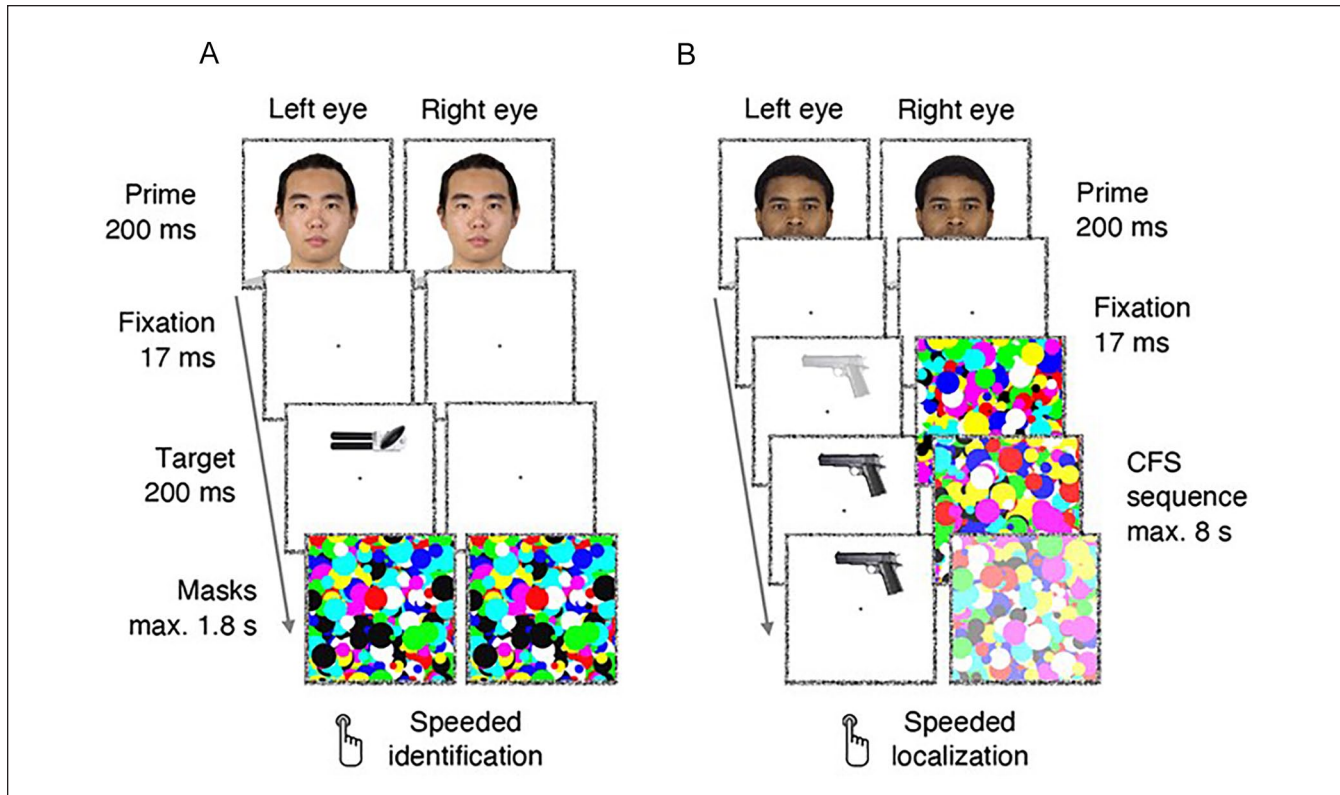 A
Left eye
Right eye
Prime
200 ms
Fixation
17 ms
Target
200 ms
Masks
max. 1.8 s
Speeded
identification
B
Left eye
Right eye
Prime
200 ms
Fixation
17 ms
CFS
sequence
max. 8 s
Speeded
localization